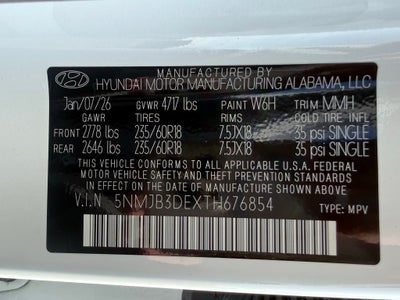 MANUFACTURED BY
HYUNDAI MOTOR MANUFACTURING ALABAMA, LLC
Jan/07/26 GVWR 4717 lbs PAINT W6H TRIM MMH
GAWR TIRES RIMS COLD TIRE INFL
FRONT 2778 lbs 235/60R18 7.5JX18 35 psi SINGLE
REAR 2646 lbs 235/60R18 7.5JX18 35 psi SINGLE
THIS VEHICLE CONFORMS TO ALL APPLICABLE U.S.A. FEDERAL
MOTOR VEHICLE SAFETY AND THEFT PREVENTION STANDARDS
IN EFFECT ON THE DATE OF MANUFACTURE SHOWN ABOVE.
V.I.N 5NMJB3DEXTH676854 TYPE: MPV